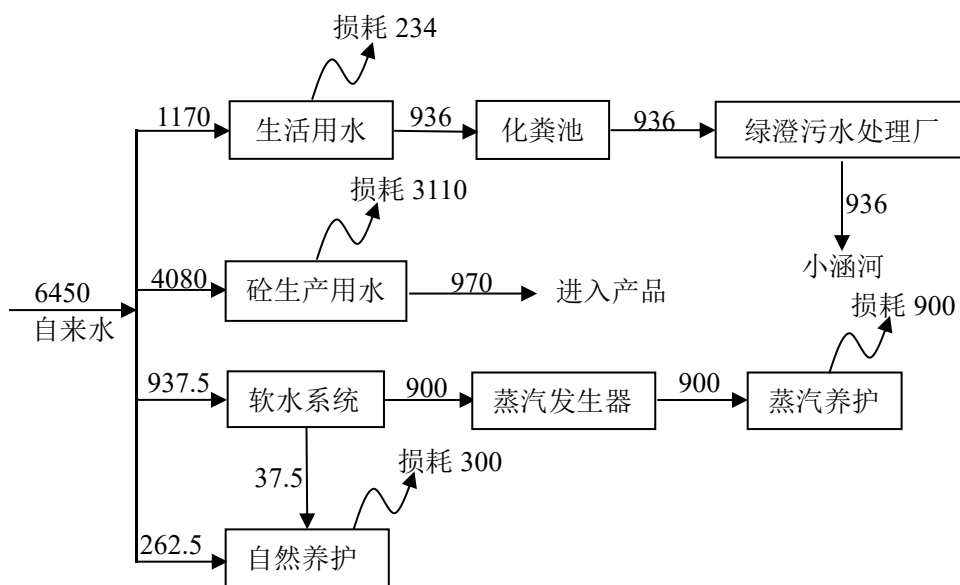 损耗 234
1170
生活用水
936
化粪池
936
绿澄污水处理厂
936
小涵河
损耗 3110
6450
自来水
4080
砼生产用水
970
进入产品
损耗 900
937.5
软水系统
900
蒸汽发生器
900
蒸汽养护
37.5
损耗 300
262.5
自然养护